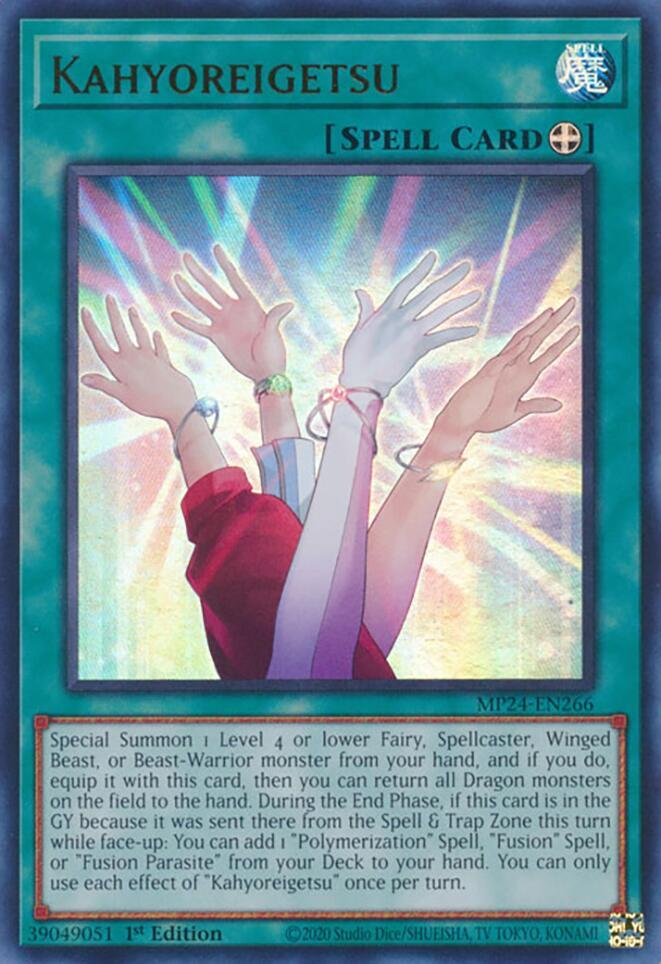 KAHYOREIGETSU
SPELL
魔
[SPELL CARD]
MP24-EN266
Special Summon 1 Level 4 or lower Fairy, Spellcaster, Winged
Beast, or Beast-Warrior monster from your hand, and if you do,
equip it with this card, then you can return all Dragon monsters
on the field to the hand. During the End Phase, if this card is in the
GY because it was sent there from the Spell & Trap Zone this turn
while face-up: You can add 1 "Polymerization" Spell, "Fusion" Spell,
or "Fusion Parasite" from your Deck to your hand. You can only
use each effect of "Kahyoreigetsu" once per turn.
39049051 1st Edition ©2020 Studio Dice/SHUEISHA, TV TOKYO, KONAMI